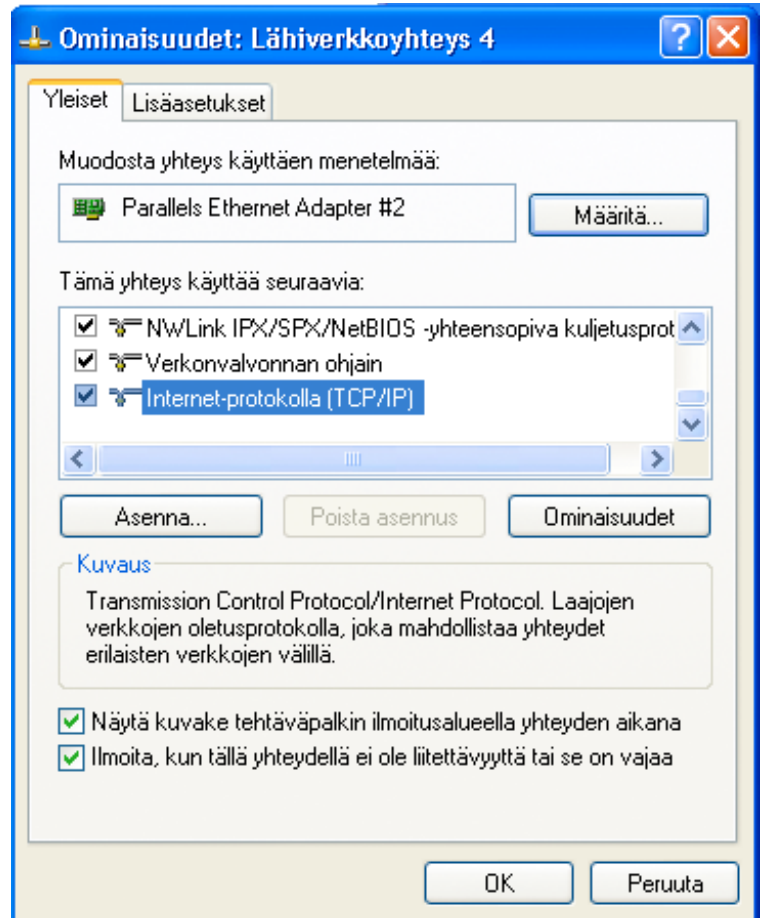 Ominaisuudet: Lähiverkkoyhteys 4
Yleiset
Lisäasetukset
Muodosta yhteys käyttäen menetelmää:
Parallels Ethernet Adapter #2
Määritä...
Tämä yhteys käyttää seuraavia:
NWLink IPX/SPX/NetBIOS -yhteensopiva kuljetusprot
Verkonvalvonnan ohjain
Internet-protokolla (TCP/IP)
Asenna...
Poista asennus
Ominaisuudet
Kuvaus
Transmission Control Protocol/Internet Protocol. Laajojen
verkkojen oletusprotokolla, joka mahdollistaa yhteydet
erilaisten verkkojen välillä.
Näytä kuvake tehtäväpalkin ilmoitusalueella yhteyden aikana
Ilmoita, kun tällä yhteydellä ei ole liitettävyyttä tai se on vajaa
OK
Peruuta